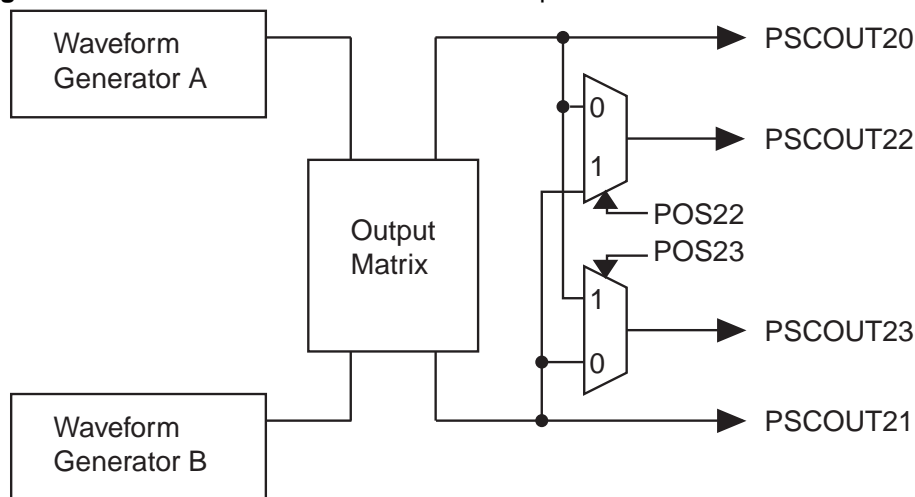 Waveform
Generator A
PSCOUT20
0
PSCOUT22
1
Output
Matrix
POS22
POS23
1
PSCOUT23
0
Waveform
Generator B
PSCOUT21